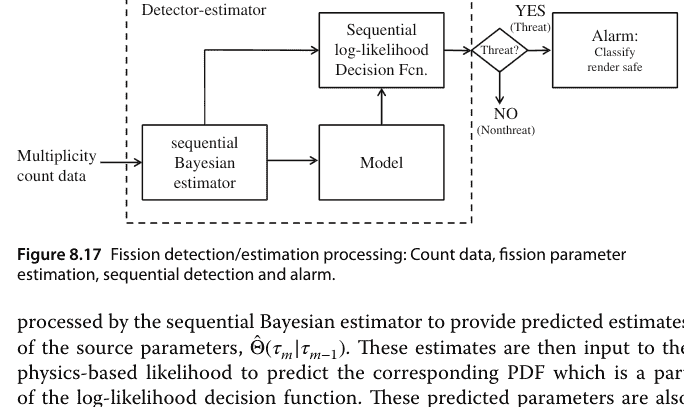 Detector-estimator
Sequential
log-likelihood
Decision Fcn.
Threat?
YES
(Threat)
Alarm:
Classify
render safe
NO
(Nonthreat)
Multiplicity
count data
sequential
Bayesian
estimator
Model
Figure 8.17 Fission detection/estimation processing: Count data, fission parameter
estimation, sequential detection and alarm.
processed by the sequential Bayesian estimator to provide predicted estimates
of the source parameters, Θ̂(τₘ|τₘ₋₁). These estimates are then input to the
physics-based likelihood to predict the corresponding PDF which is a part
of the log-likelihood decision function. These predicted parameters are also